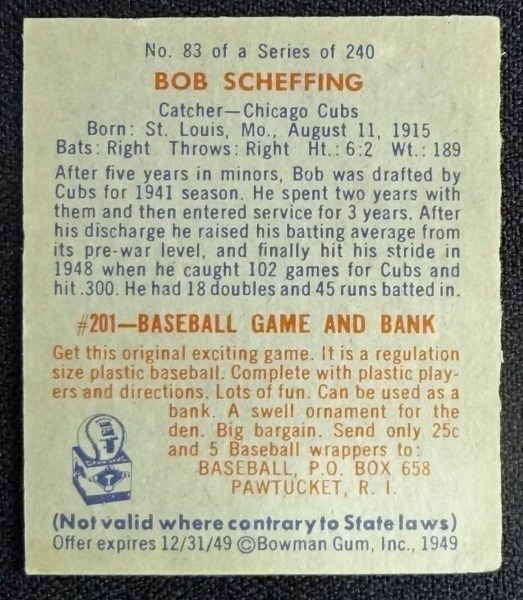 No. 83 of a Series of 240
BOB SCHEFFING
Catcher—Chicago Cubs
Born: St. Louis, Mo., August 11, 1915
Bats: Right Throws: Right Ht.: 6:2 Wt.: 189
After five years in minors, Bob was drafted by
Cubs for 1941 season. He spent two years with
them and then entered service for 3 years. After
his discharge he raised his batting average from
its pre-war level, and finally hit his stride in
1948 when he caught 102 games for Cubs and
hit .300. He had 18 doubles and 45 runs batted in.
#201—BASEBALL GAME AND BANK
Get this original exciting game. It is a regulation
size plastic baseball. Complete with plastic play-
ers and directions. Lots of fun. Can be used as a
bank. A swell ornament for the
den. Big bargain. Send only 25c
and 5 Baseball wrappers to:
BASEBALL, P.O. BOX 658
PAWTUCKET, R. I.
(Not valid where contrary to State laws)
Offer expires 12/31/49 ©Bowman Gum, Inc., 1949